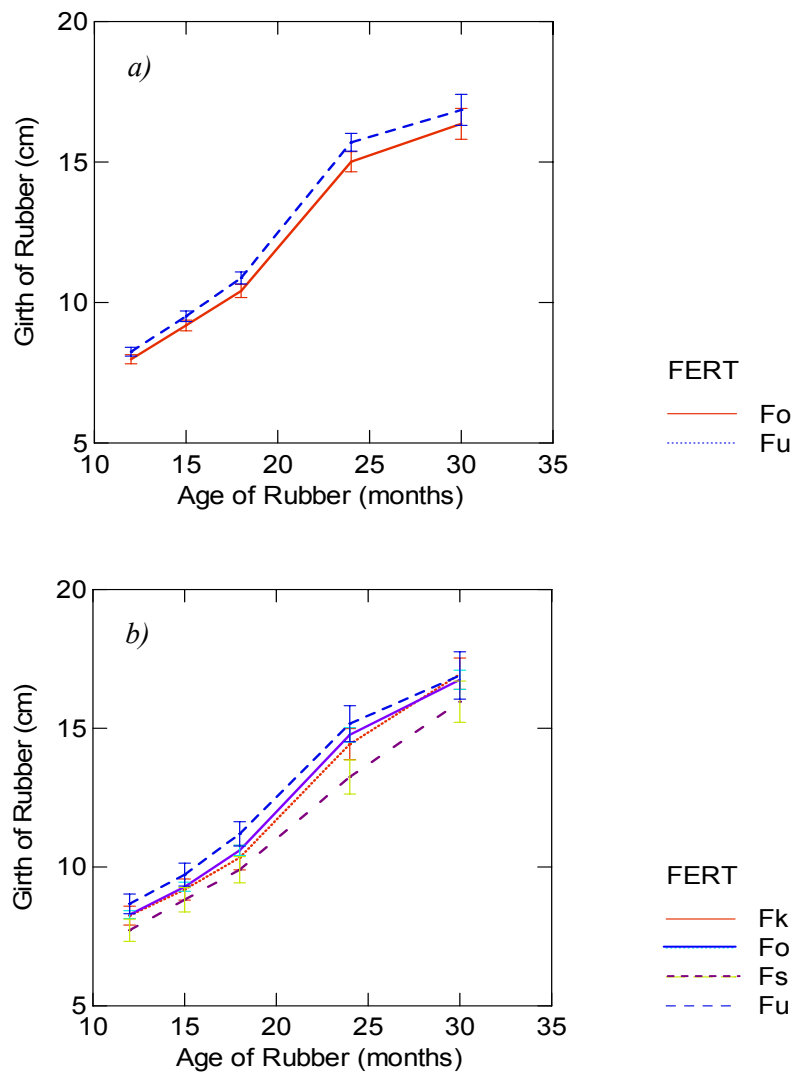 20
a)
15
10
5
Girth of Rubber (cm)
10 15 20 25 30 35
Age of Rubber (months)
FERT
Fo
Fu
20
b)
15
10
5
Girth of Rubber (cm)
10 15 20 25 30 35
Age of Rubber (months)
FERT
Fk
Fo
Fs
Fu